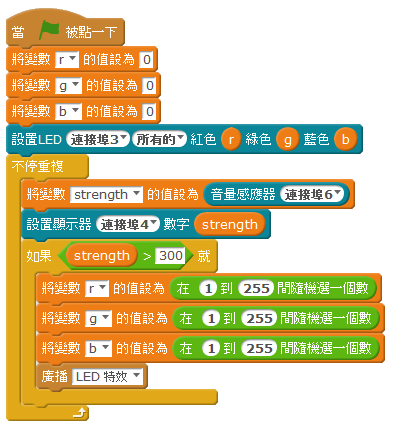 當 被點一下
將變數 r 的值設為 0
將變數 g 的值設為 0
將變數 b 的值設為 0
設置LED 連接埠3 所有的 紅色 r 綠色 g 藍色 b
不停重複
將變數 strength 的值設為 音量感應器 連接埠6
設置顯示器 連接埠4 數字 strength
如果 strength > 300 就
將變數 r 的值設為 在 1 到 255 間隨機選一個數
將變數 g 的值設為 在 1 到 255 間隨機選一個數
將變數 b 的值設為 在 1 到 255 間隨機選一個數
廣播 LED 特效